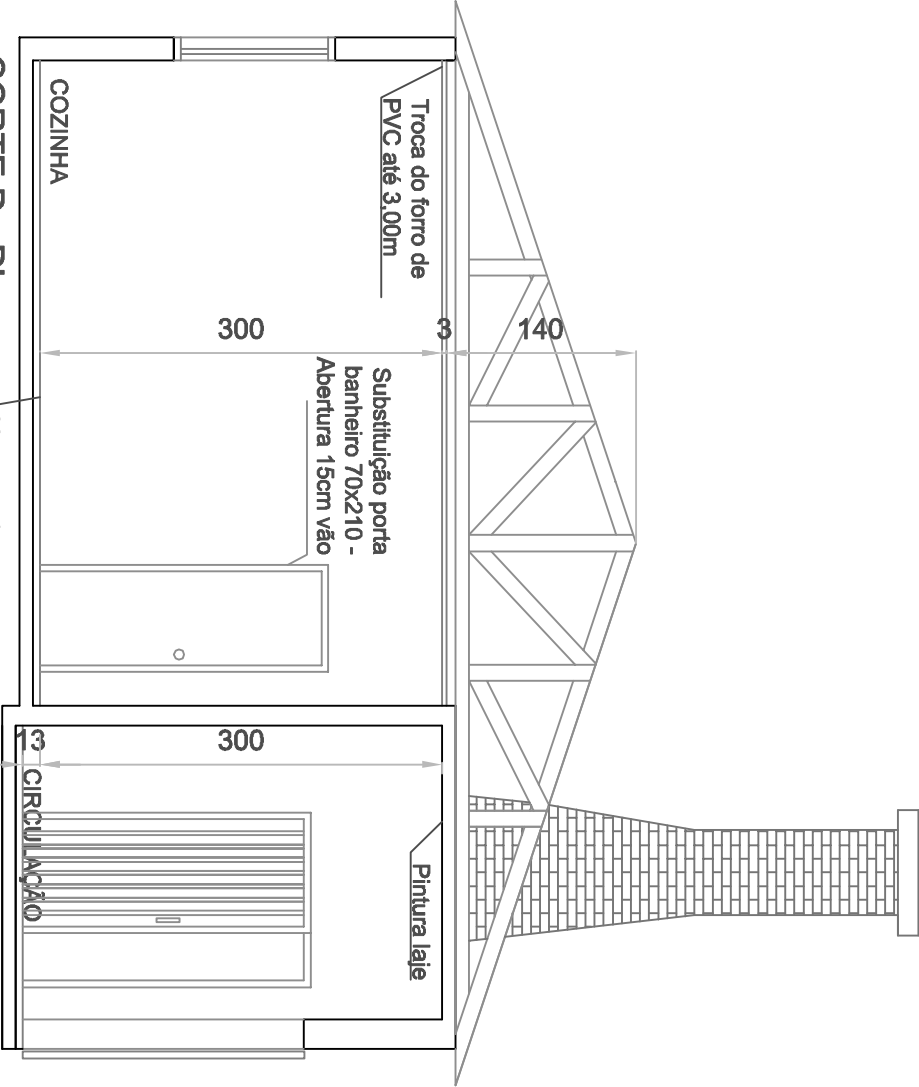 Troca do forro de
PVC até 3,00m
COZINHA
300
3
140
Substituição porta
banheiro 70x210 -
Abertura 15cm vão
13
300
CIRCULAÇÃO
Pintura laje